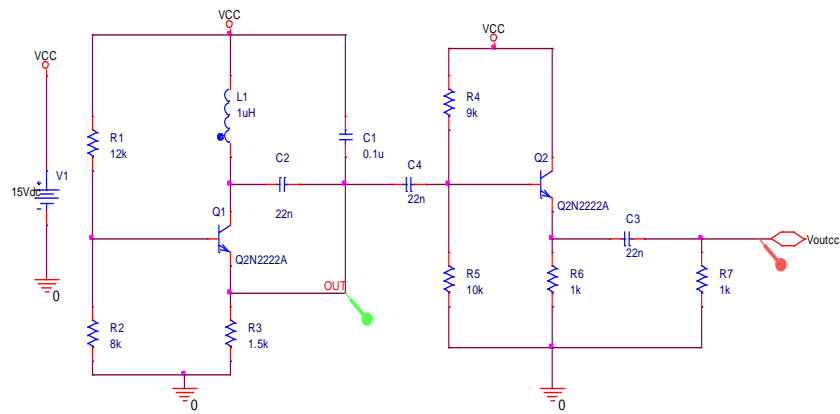 VCC
VCC
VCC
L1
1uH
R4
9k
R1
12k
C1
0.1u
C2
22n
C4
22n
Q2
Q2N2222A
V1
15Vdc
+
-
Q1
Q2N2222A
C3
22n
Voutcc
OUT
R5
10k
R6
1k
R7
1k
0
R2
8k
R3
1.5k
0
0